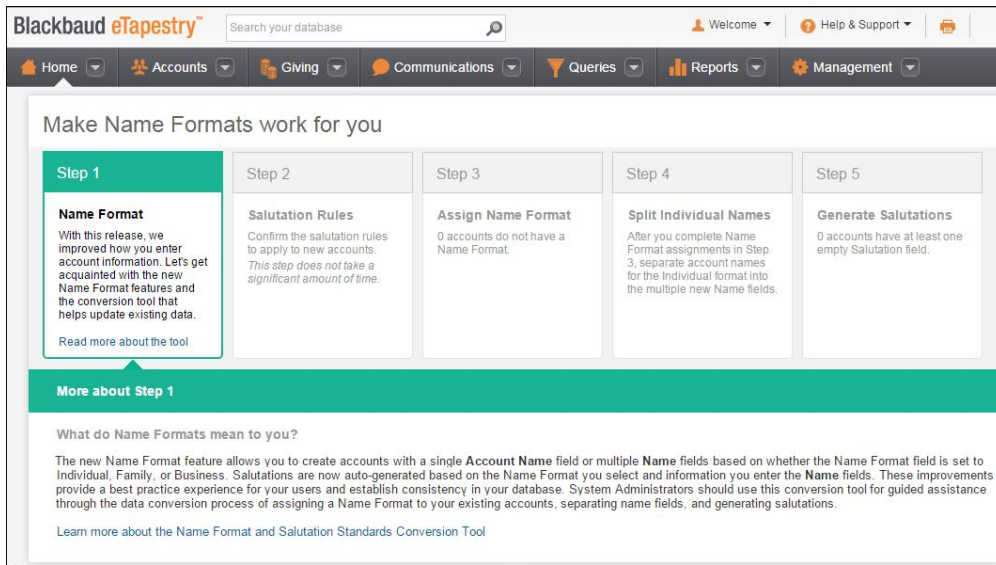 Blackbaud eTapestry™
Search your database
Welcome
Help & Support
Home
Accounts
Giving
Communications
Queries
Reports
Management
Make Name Formats work for you
Step 1
Name Format
With this release, we
improved how you enter
account information. Let's get
acquainted with the new
Name Format features and
the conversion tool that
helps update existing data.
Read more about the tool
Step 2
Salutation Rules
Confirm the salutation rules
to apply to new accounts.
This step does not take a
significant amount of time.
Step 3
Assign Name Format
0 accounts do not have a
Name Format.
Step 4
Split Individual Names
After you complete Name
Format assignments in Step
3, separate account names
for the Individual format into
the multiple new Name fields.
Step 5
Generate Salutations
0 accounts have at least one
empty Salutation field.
More about Step 1
What do Name Formats mean to you?
The new Name Format feature allows you to create accounts with a single Account Name field or multiple Name fields based on whether the Name Format field is set to
Individual, Family, or Business. Salutations are now auto-generated based on the Name Format you select and information you enter the Name fields. These improvements
provide a best practice experience for your users and establish consistency in your database. System Administrators should use this conversion tool for guided assistance
through the data conversion process of assigning a Name Format to your existing accounts, separating name fields, and generating salutations.
Learn more about the Name Format and Salutation Standards Conversion Tool